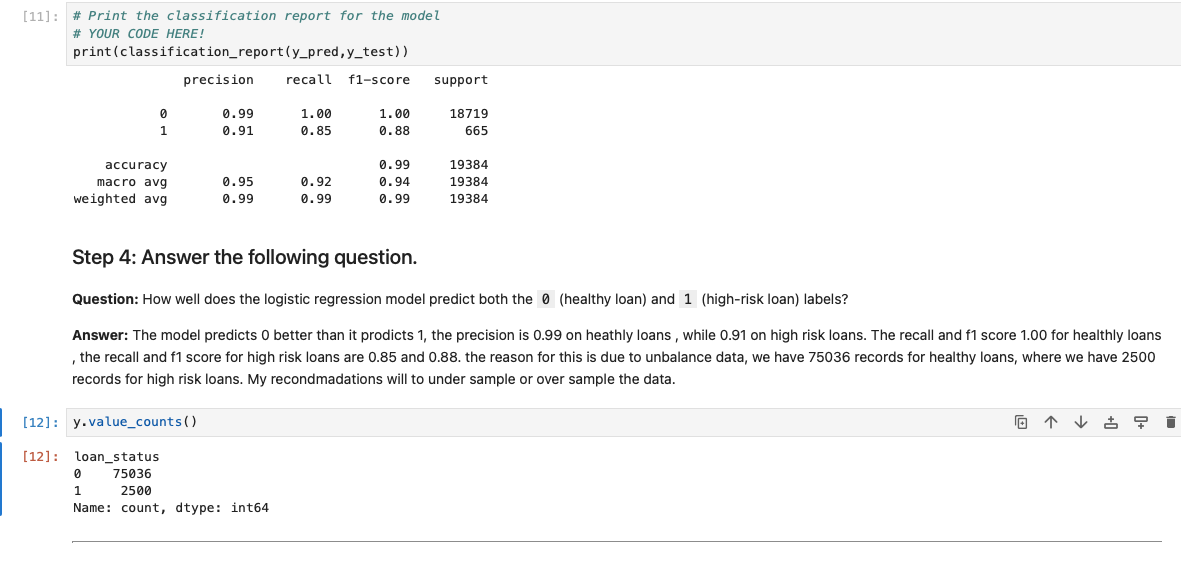 [11]: # Print the classification report for the model
# YOUR CODE HERE!
print(classification_report(y_pred,y_test))
precision recall f1-score support
0 0.99 1.00 1.00 18719
1 0.91 0.85 0.88 665
accuracy 0.99 19384
macro avg 0.95 0.92 0.94 19384
weighted avg 0.99 0.99 0.99 19384
Step 4: Answer the following question.
Question: How well does the logistic regression model predict both the 0 (healthy loan) and 1 (high-risk loan) labels?
Answer: The model predicts 0 better than it prodicts 1, the precision is 0.99 on heathly loans , while 0.91 on high risk loans. The recall and f1 score 1.00 for healthly loans
, the recall and f1 score for high risk loans are 0.85 and 0.88. the reason for this is due to unbalance data, we have 75036 records for healthy loans, where we have 2500
records for high risk loans. My recondmadations will to under sample or over sample the data.
[12]: y.value_counts()
[12]: loan_status
0 75036
1 2500
Name: count, dtype: int64